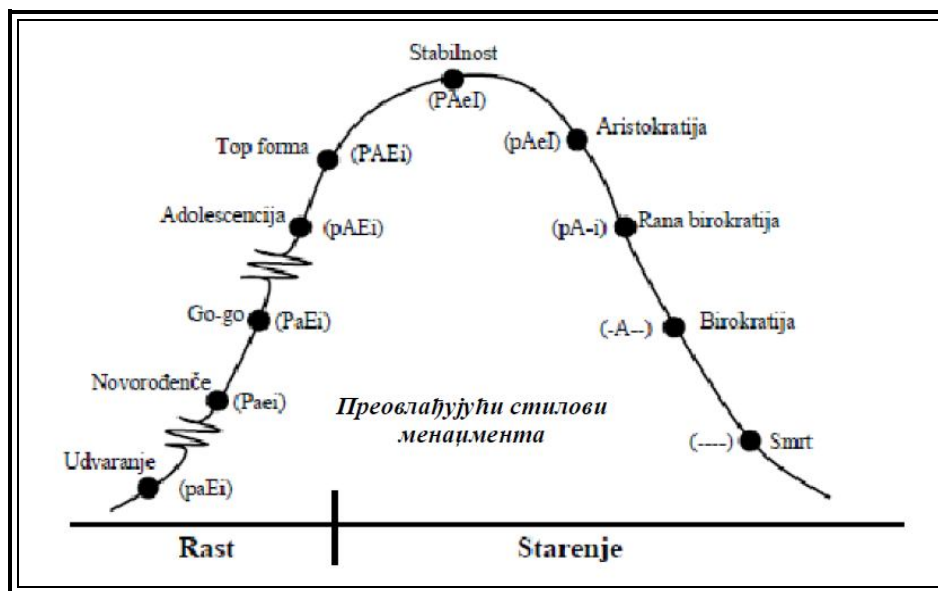 Stabilnost
(PAeI)
Aristokratija
(pAeI)
Top forma
(PAEi)
Adolescencija
(pAEi)
(pA-i)
Rana birokratija
Go-go
(PaEi)
(-A--)
Birokratija
Novorođenče
(Paei)
Преовлађујући стилови
менаџмента
(----)
Smrt
Udvaranje
(paEi)
Rast
Starenje